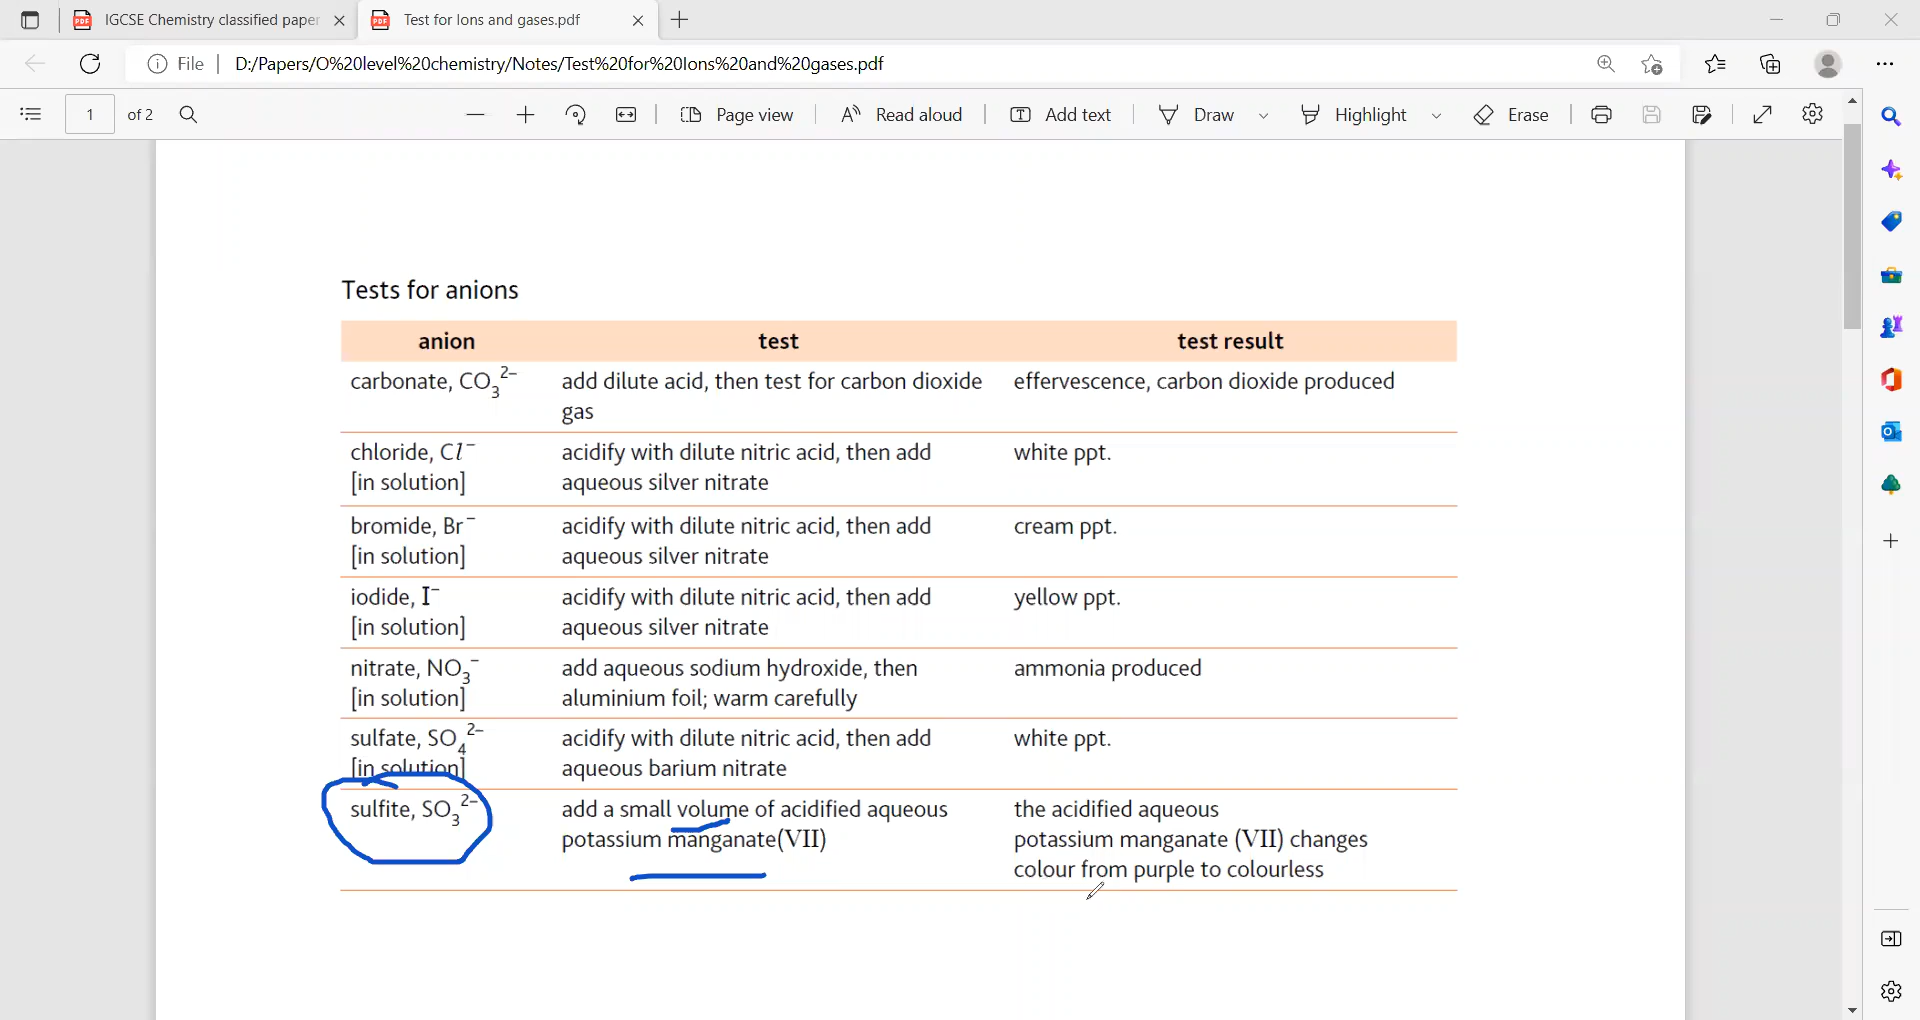 IGCSE Chemistry classified paper
Test for Ions and gases.pdf
File
D:/Papers/O%20level%20chemistry/Notes/Test%20for%20Ions%20and%20gases.pdf
1 of 2
Page view
Read aloud
Add text
Draw
Highlight
Erase
Tests for anions
anion test test result
carbonate, CO₃²⁻ add dilute acid, then test for carbon dioxide effervescence, carbon dioxide produced
gas
chloride, Cl⁻ acidify with dilute nitric acid, then add white ppt.
[in solution] aqueous silver nitrate
bromide, Br⁻ acidify with dilute nitric acid, then add cream ppt.
[in solution] aqueous silver nitrate
iodide, I⁻ acidify with dilute nitric acid, then add yellow ppt.
[in solution] aqueous silver nitrate
nitrate, NO₃⁻ add aqueous sodium hydroxide, then ammonia produced
[in solution] aluminium foil; warm carefully
sulfate, SO₄²⁻ acidify with dilute nitric acid, then add white ppt.
[in solution] aqueous barium nitrate
sulfite, SO₃²⁻ add a small volume of acidified aqueous the acidified aqueous
potassium manganate(VII) potassium manganate (VII) changes
colour from purple to colourless